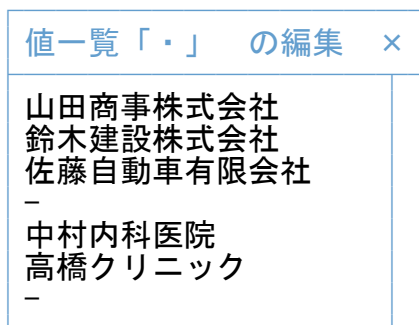 値一覧「・」 の編集 ×
山田商事株式会社
鈴木建設株式会社
佐藤自動車有限会社
–
中村内科医院
高橋クリニック
–